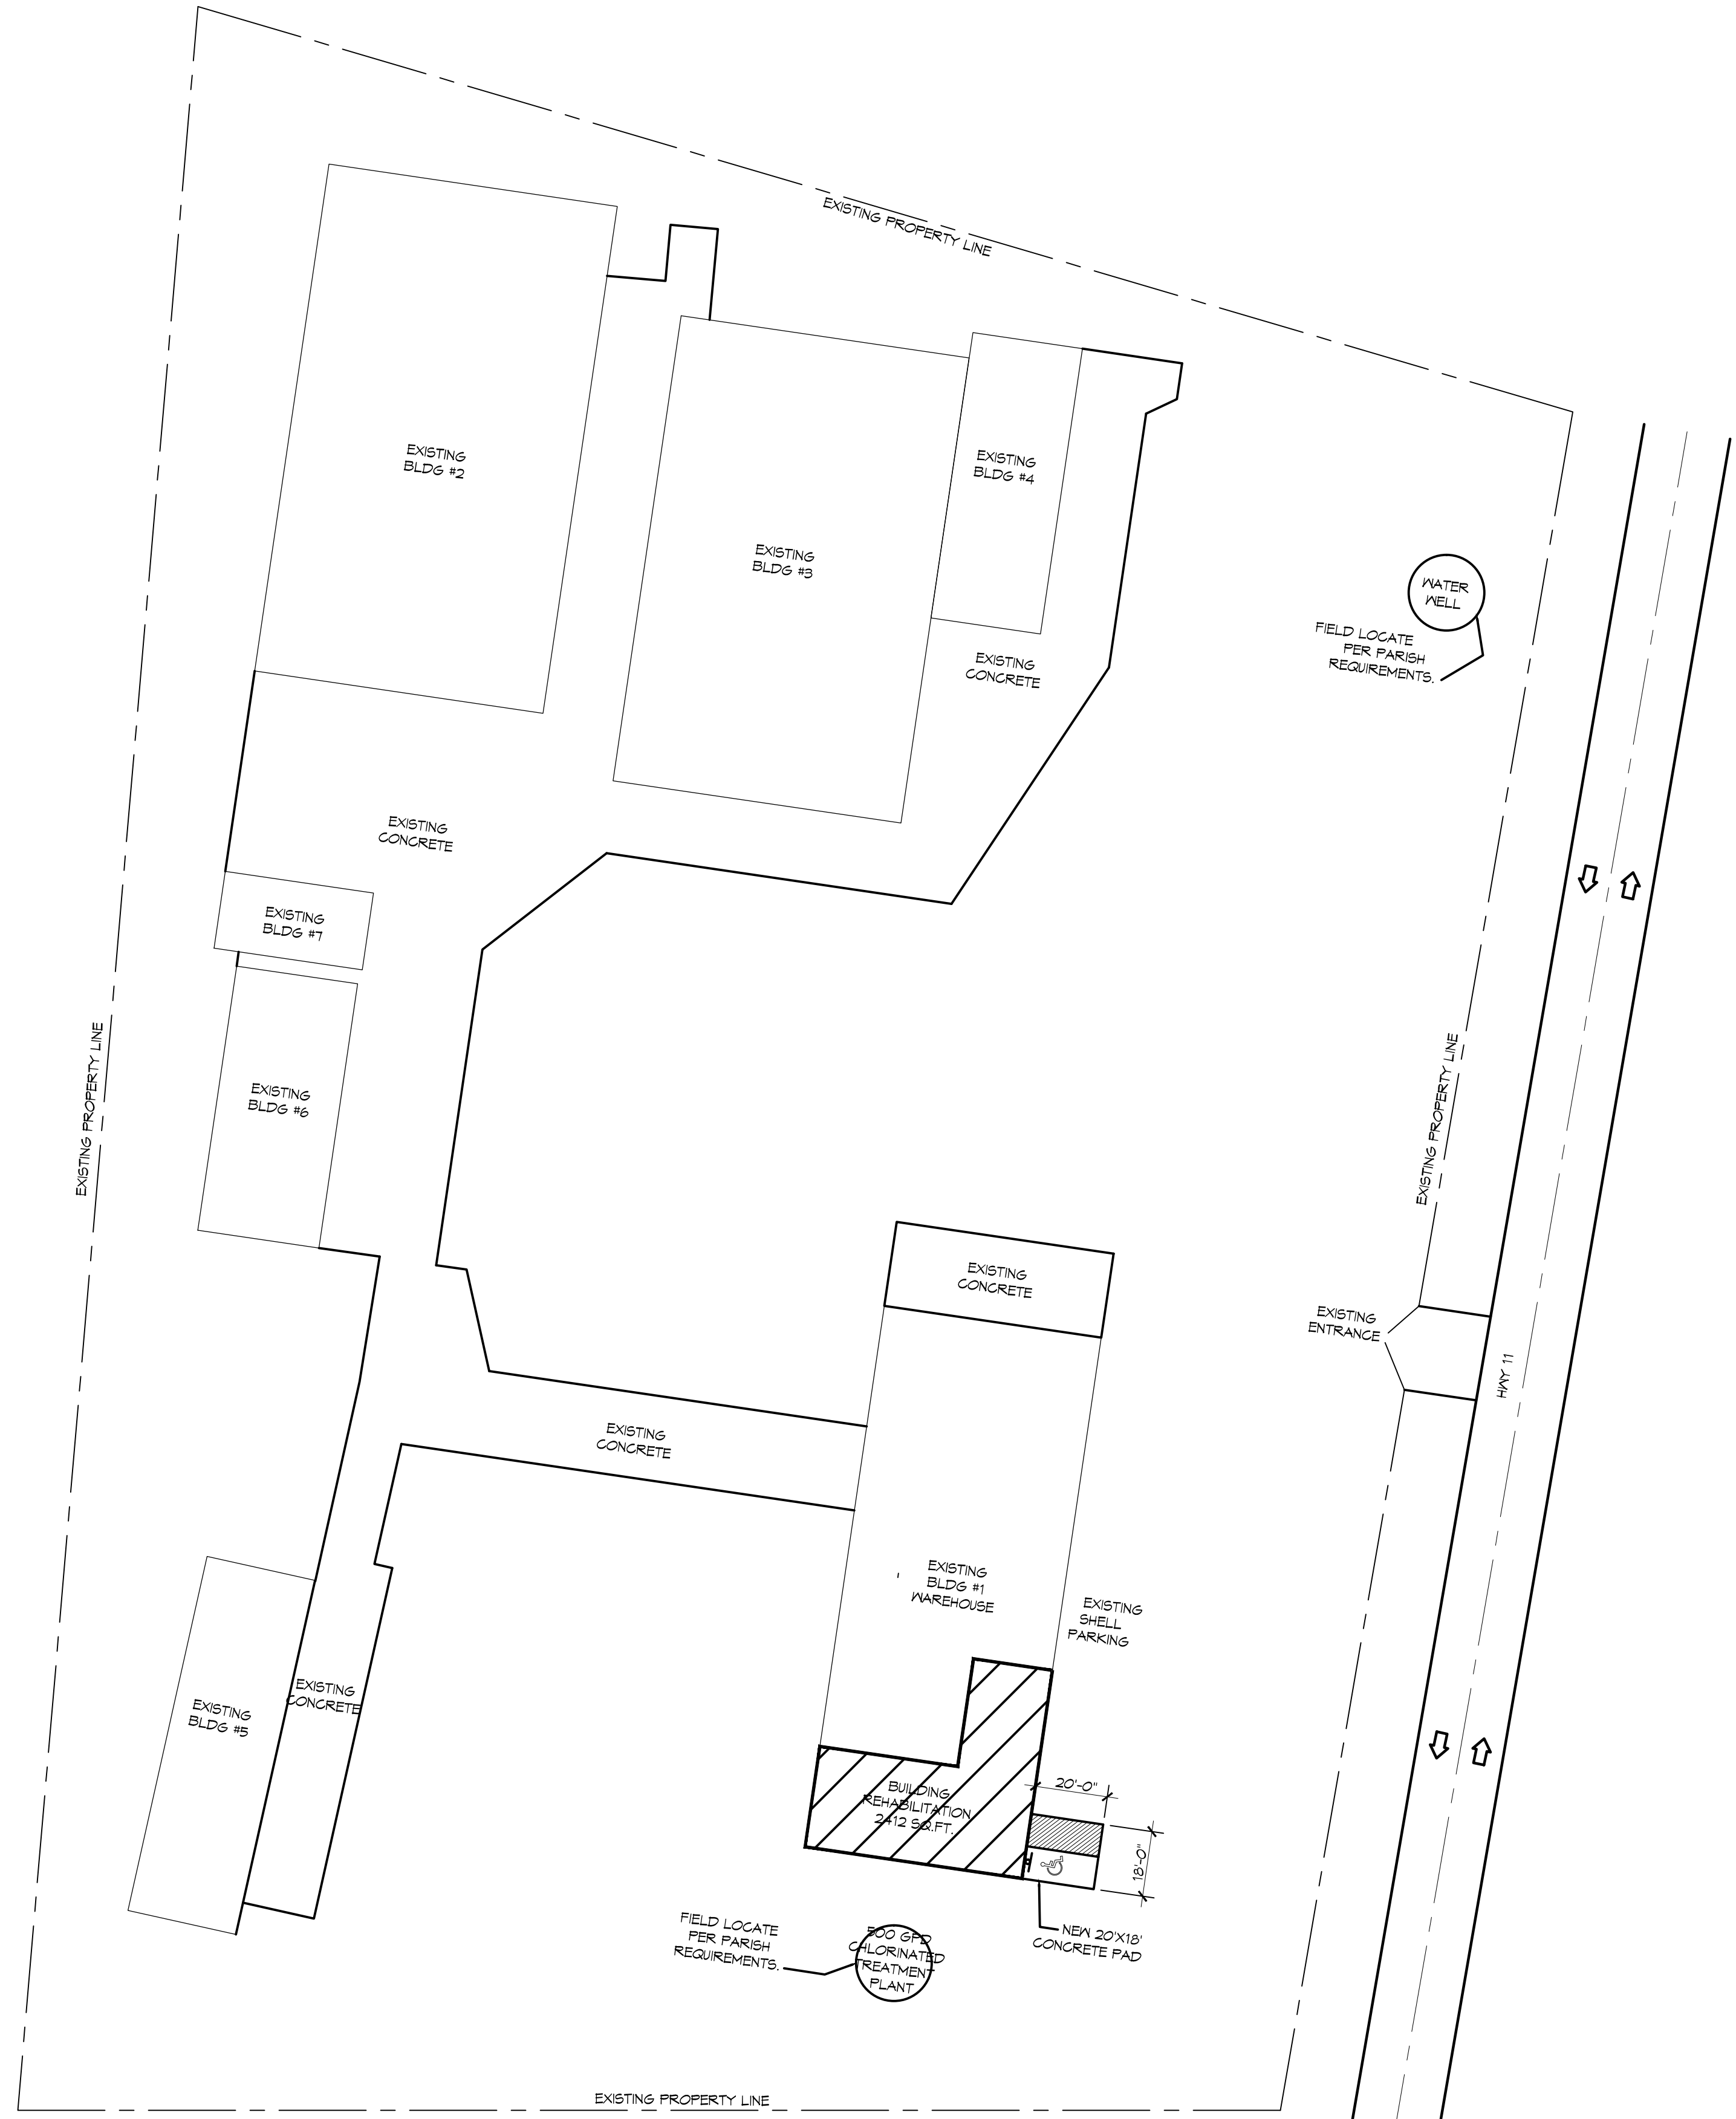 EXISTING PROPERTY LINE
EXISTING
BLDG #2
EXISTING
BLDG #4
EXISTING
BLDG #3
WATER
WELL
FIELD LOCATE
PER PARISH
REQUIREMENTS.
EXISTING
CONCRETE
EXISTING
CONCRETE
EXISTING
BLDG #7
EXISTING PROPERTY LINE
EXISTING
BLDG #6
EXISTING PROPERTY LINE
EXISTING
CONCRETE
EXISTING
ENTRANCE
HWY 11
EXISTING
CONCRETE
EXISTING
BLDG #1
WAREHOUSE
EXISTING
SHELL
PARKING
EXISTING
BLDG #5
EXISTING
CONCRETE
BUILDING
REHABILITATION
2412 SQ.FT.
20'-0"
18'-0"
NEW 20'X18'
CONCRETE PAD
FIELD LOCATE
PER PARISH
REQUIREMENTS.
500 GPD
CHLORINATED
TREATMENT
PLANT
EXISTING PROPERTY LINE